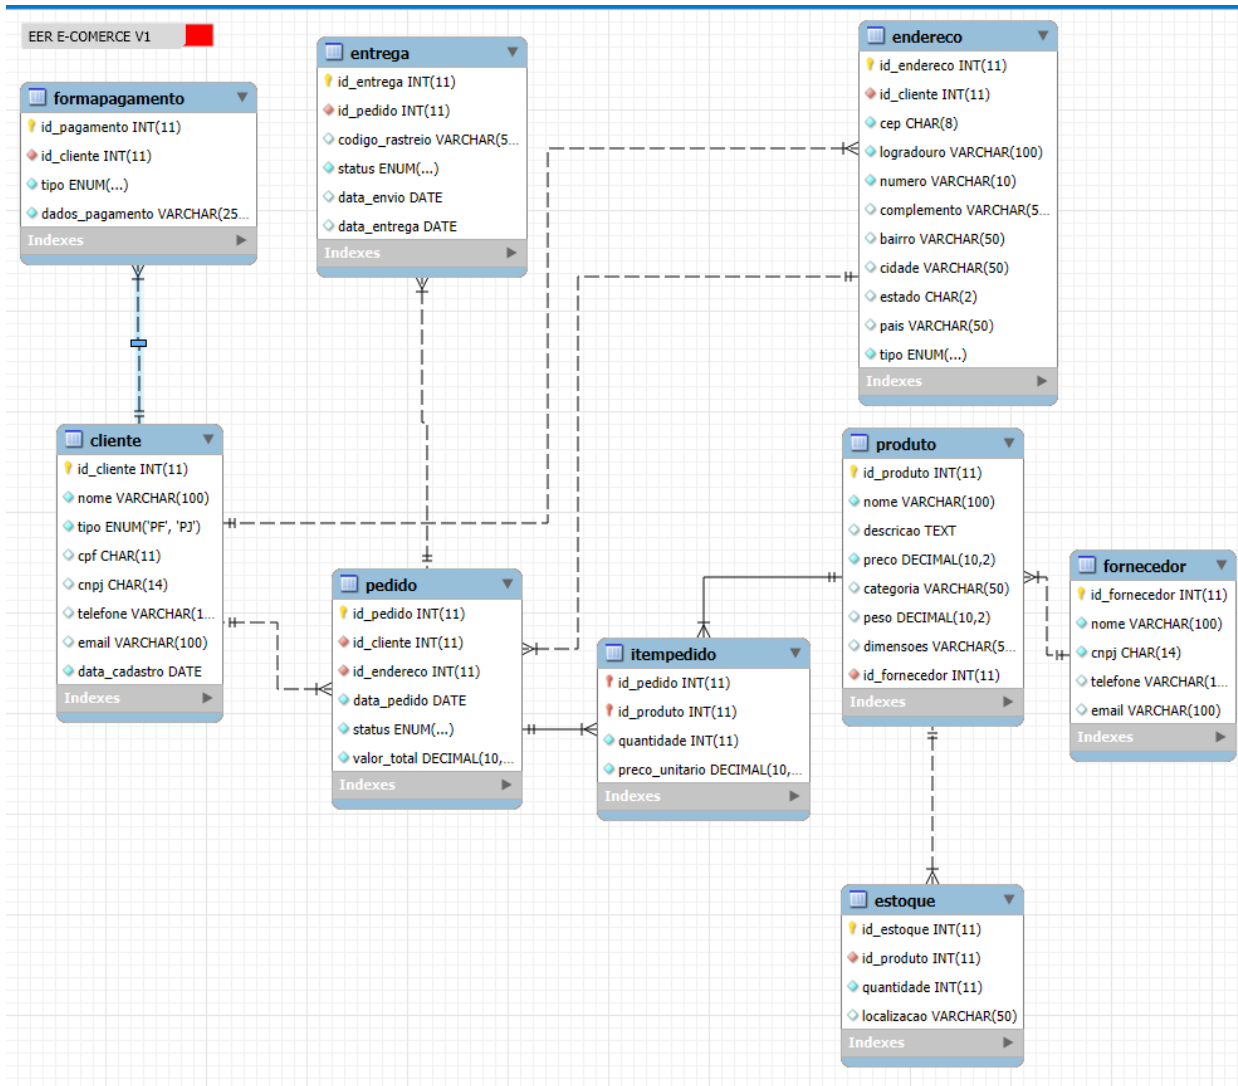 EER E-COMERCE V1
formapagamento
id_pagamento INT(11)
id_cliente INT(11)
tipo ENUM(...)
dados_pagamento VARCHAR(25...
Indexes
entrega
id_entrega INT(11)
id_pedido INT(11)
codigo_rastreio VARCHAR(5...
status ENUM(...)
data_envio DATE
data_entrega DATE
Indexes
endereco
id_endereco INT(11)
id_cliente INT(11)
cep CHAR(8)
logradouro VARCHAR(100)
numero VARCHAR(10)
complemento VARCHAR(5...
bairro VARCHAR(50)
cidade VARCHAR(50)
estado CHAR(2)
pais VARCHAR(50)
tipo ENUM(...)
Indexes
cliente
id_cliente INT(11)
nome VARCHAR(100)
tipo ENUM('PF', 'PJ')
cpf CHAR(11)
cnpj CHAR(14)
telefone VARCHAR(1...
email VARCHAR(100)
data_cadastro DATE
Indexes
pedido
id_pedido INT(11)
id_cliente INT(11)
id_endereco INT(11)
data_pedido DATE
status ENUM(...)
valor_total DECIMAL(10,...
Indexes
itempedido
id_pedido INT(11)
id_produto INT(11)
quantidade INT(11)
preco_unitario DECIMAL(10,...
Indexes
produto
id_produto INT(11)
nome VARCHAR(100)
descricao TEXT
preco DECIMAL(10,2)
categoria VARCHAR(50)
peso DECIMAL(10,2)
dimensoes VARCHAR(5...
id_fornecedor INT(11)
Indexes
fornecedor
id_fornecedor INT(11)
nome VARCHAR(100)
cnpj CHAR(14)
telefone VARCHAR(1...
email VARCHAR(100)
Indexes
estoque
id_estoque INT(11)
id_produto INT(11)
quantidade INT(11)
localizacao VARCHAR(50)
Indexes